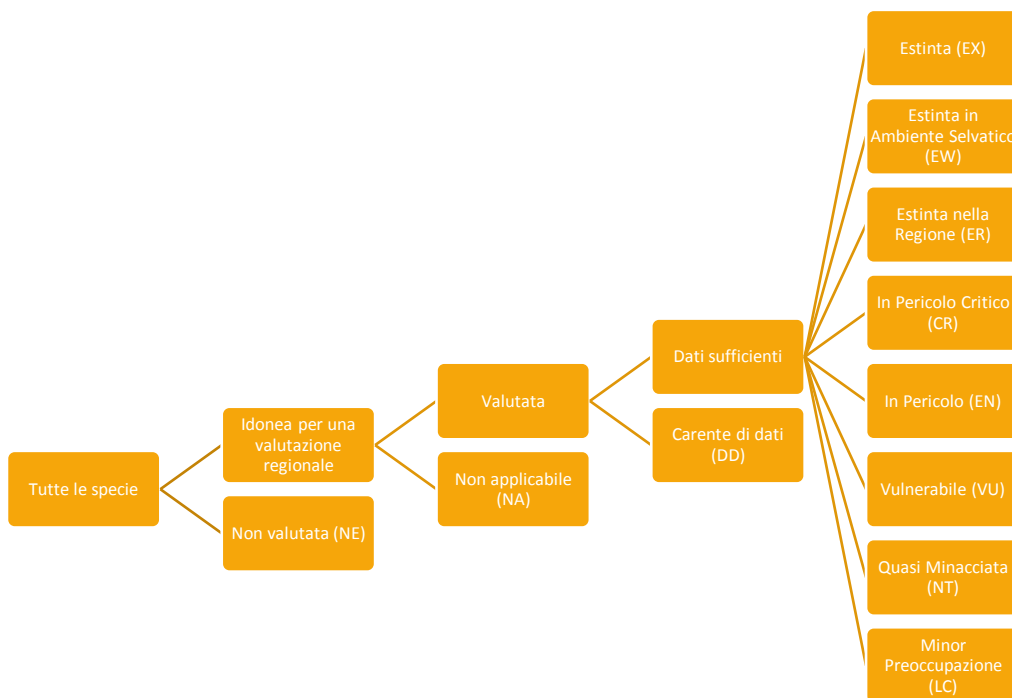 Tutte le specie
Idonea per una
valutazione
regionale
Non valutata (NE)
Valutata
Non applicabile
(NA)
Dati sufficienti
Carente di dati
(DD)
Estinta (EX)
Estinta in
Ambiente Selvatico
(EW)
Estinta nella
Regione (ER)
In Pericolo Critico
(CR)
In Pericolo (EN)
Vulnerabile (VU)
Quasi Minacciata
(NT)
Minor
Preoccupazione
(LC)